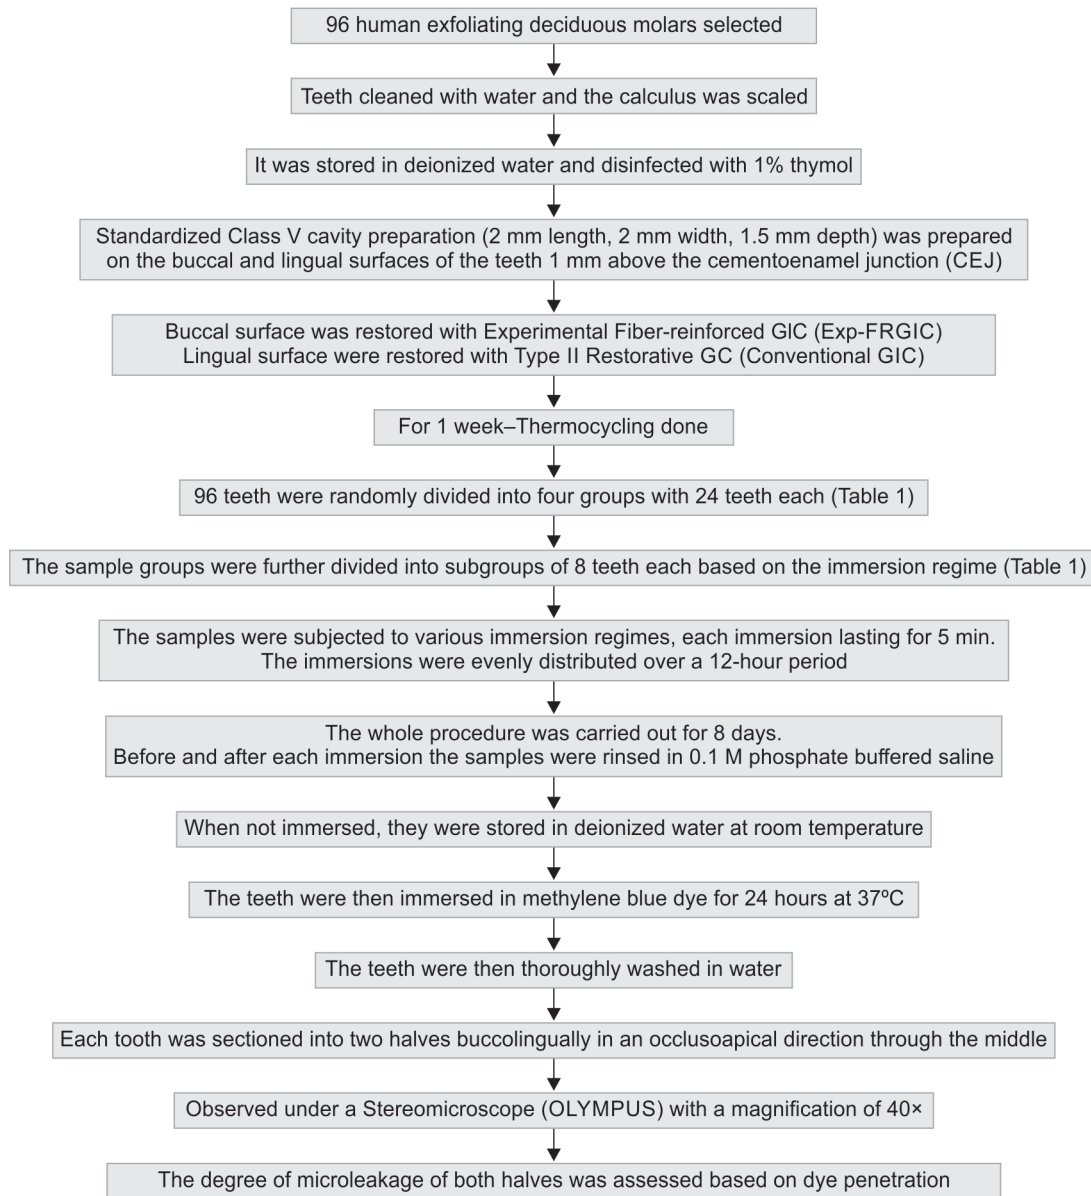 96 human exfoliating deciduous molars selected
Teeth cleaned with water and the calculus was scaled
It was stored in deionized water and disinfected with 1% thymol
Standardized Class V cavity preparation (2 mm length, 2 mm width, 1.5 mm depth) was prepared
on the buccal and lingual surfaces of the teeth 1 mm above the cementoenamel junction (CEJ)
Buccal surface was restored with Experimental Fiber-reinforced GIC (Exp-FRGIC)
Lingual surface were restored with Type II Restorative GC (Conventional GIC)
For 1 week–Thermocycling done
96 teeth were randomly divided into four groups with 24 teeth each (Table 1)
The sample groups were further divided into subgroups of 8 teeth each based on the immersion regime (Table 1)
The samples were subjected to various immersion regimes, each immersion lasting for 5 min.
The immersions were evenly distributed over a 12-hour period
The whole procedure was carried out for 8 days.
Before and after each immersion the samples were rinsed in 0.1 M phosphate buffered saline
When not immersed, they were stored in deionized water at room temperature
The teeth were then immersed in methylene blue dye for 24 hours at 37ºC
The teeth were then thoroughly washed in water
Each tooth was sectioned into two halves buccolingually in an occlusoapical direction through the middle
Observed under a Stereomicroscope (OLYMPUS) with a magnification of 40×
The degree of microleakage of both halves was assessed based on dye penetration